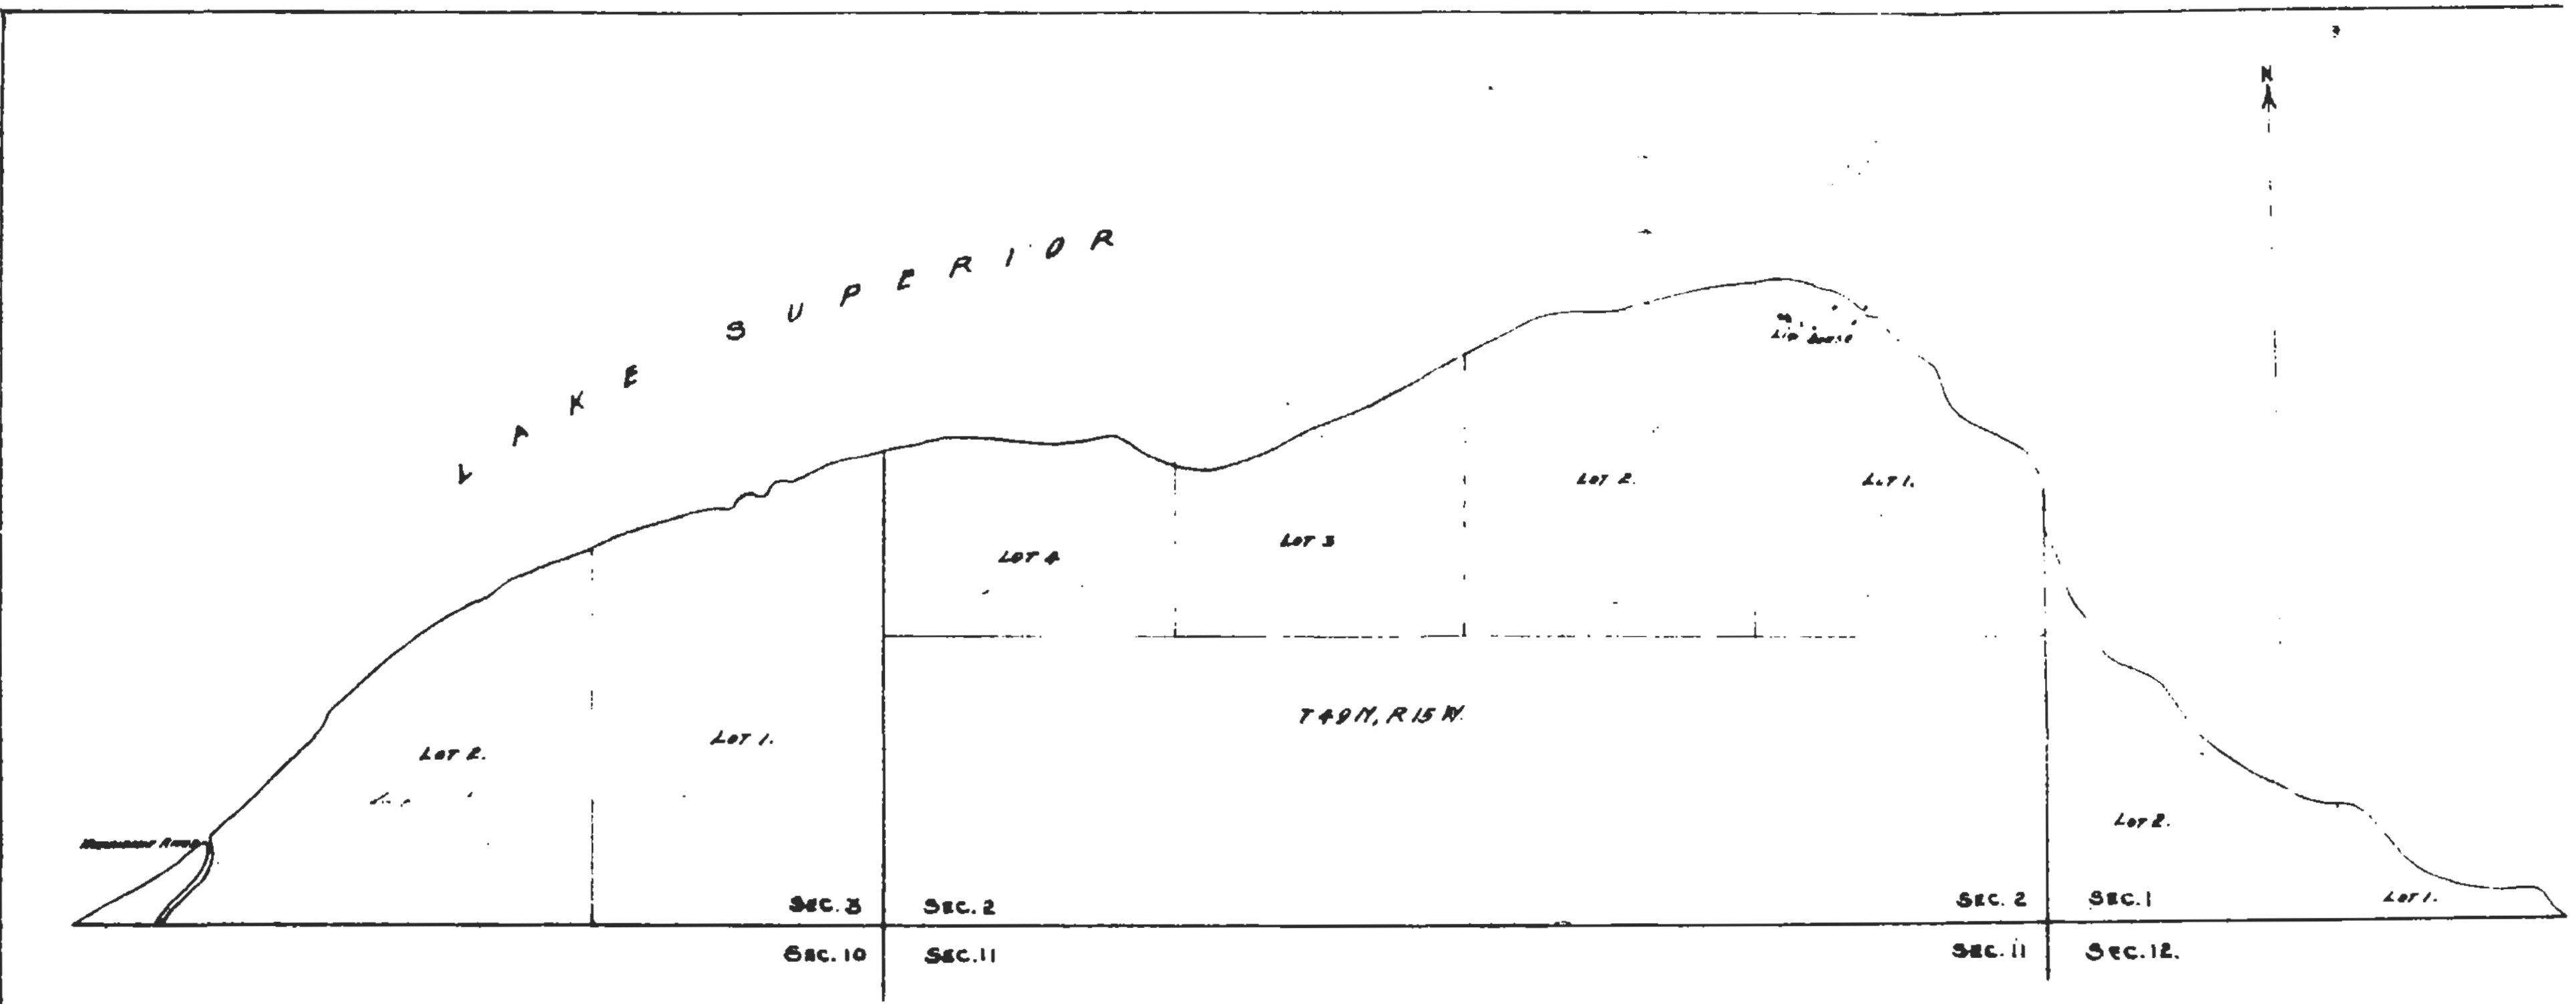 N
LAKE SUPERIOR
LOT 2.
LOT 1.
LOT 4
LOT 3
T49N, R15W.
LOT 2.
LOT 1.
LOT 2.
River
LOT 1.
SEC. 3
SEC. 2
SEC. 2
SEC. 1
SEC. 10
SEC. 11
SEC. 11
SEC. 12.